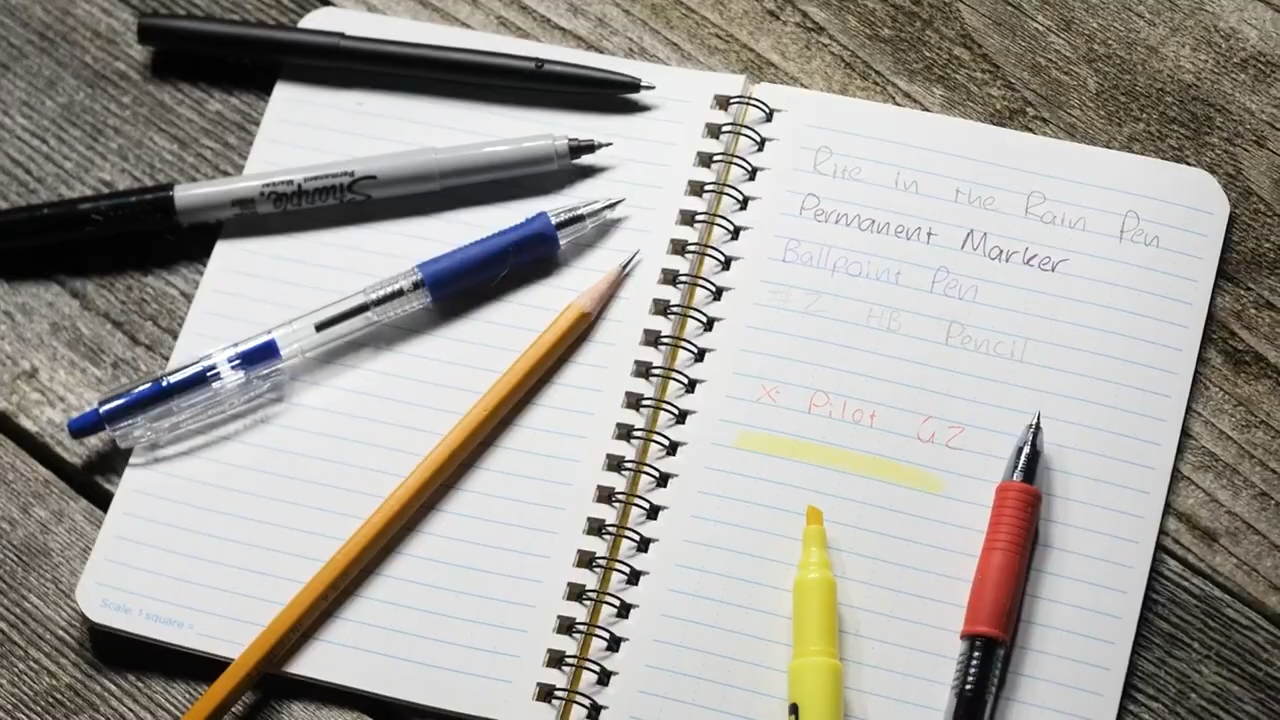 Rite in the Rain Pen
Permanent Marker
Ballpoint Pen
#2 HB Pencil
x Pilot G2
Sharpie
Permanent Marker
Scale: 1 square =